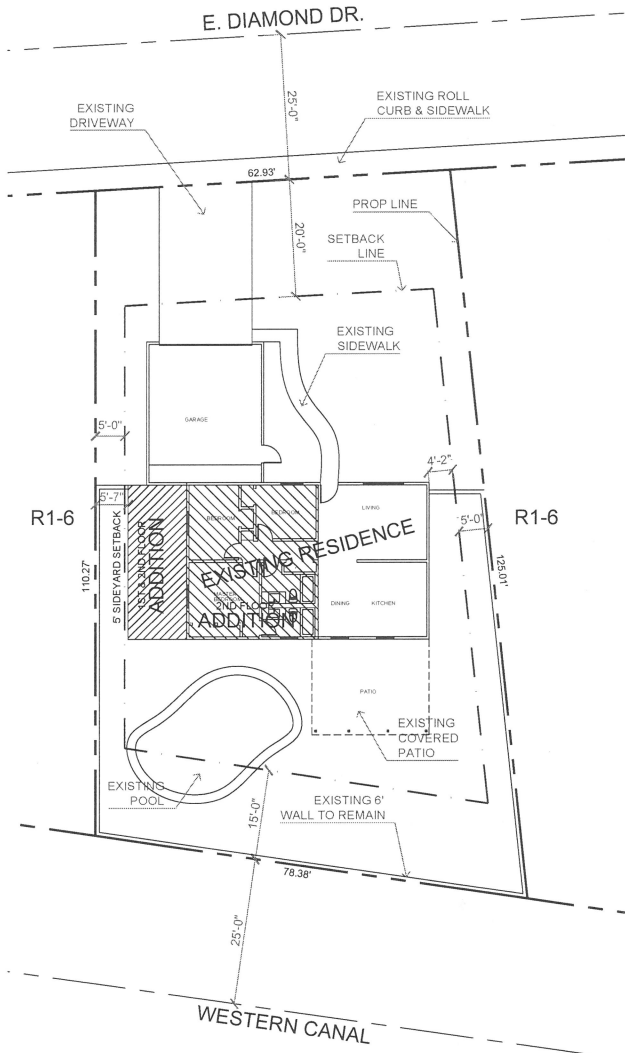 E. DIAMOND DR.
25'-0"
EXISTING
DRIVEWAY
EXISTING ROLL
CURB & SIDEWALK
62.93'
PROP LINE
20'-0"
SETBACK
LINE
EXISTING
SIDEWALK
GARAGE
5'-0"
4'-2"
5'-7"
R1-6
5' SIDEYARD SETBACK
1ST & 2ND FLOOR
ADDITION
BEDROOM
BEDROOM
LIVING
EXISTING RESIDENCE
5'-0"
R1-6
110.27'
125.01'
MASTER
BEDROOM
2ND FLOOR
ADDITION
DINING
KITCHEN
PATIO
EXISTING
COVERED
PATIO
EXISTING
POOL
15'-0"
EXISTING 6'
WALL TO REMAIN
78.38'
25'-0"
WESTERN CANAL